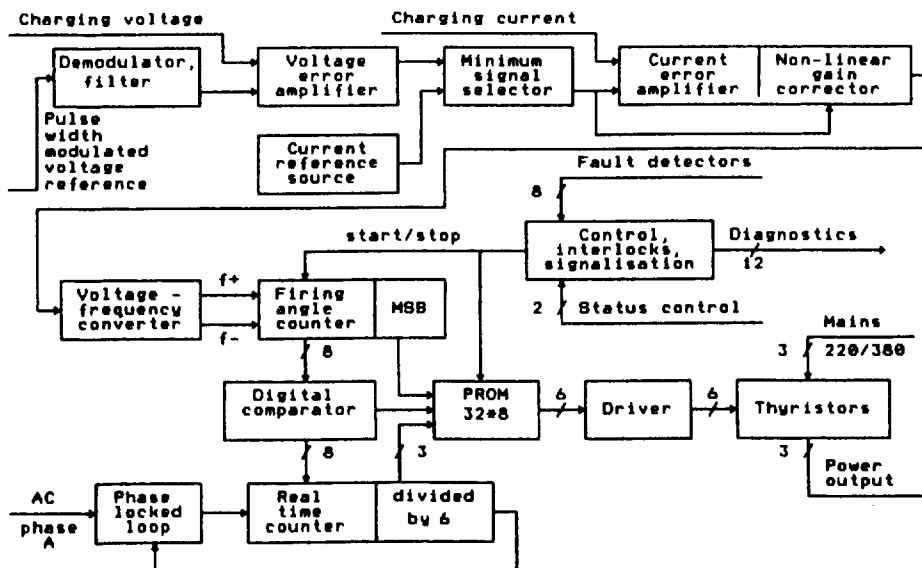 Charging voltage
Charging current
Demodulator,
filter
Voltage
error
amplifier
Minimum
signal
selector
Current
error
amplifier
Non-linear
gain
corrector
Pulse
width
modulated
voltage
reference
Current
reference
source
Fault detectors
8
start/stop
Control,
interlocks,
signalisation
Diagnostics
12
2
Status control
Voltage -
frequency
converter
f+
f-
Firing
angle
counter
MSB
8
Mains
3
220/380
Digital
comparator
PROM
32*8
6
Driver
6
Thyristors
8
3
3
Power
output
AC
phase
A
Phase
locked
loop
Real
time
counter
divided
by 6